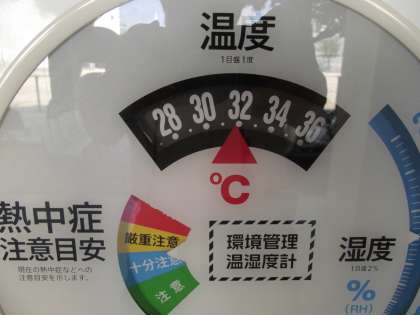 温度
1目盛1度
28 30 32 34 36
℃
熱中症
注意目安
現在の熱中症などへの
注意目安を示します。
厳重注意
十分注意
注意
環境管理
温湿度計
湿度
1目盛2%
%
(RH)